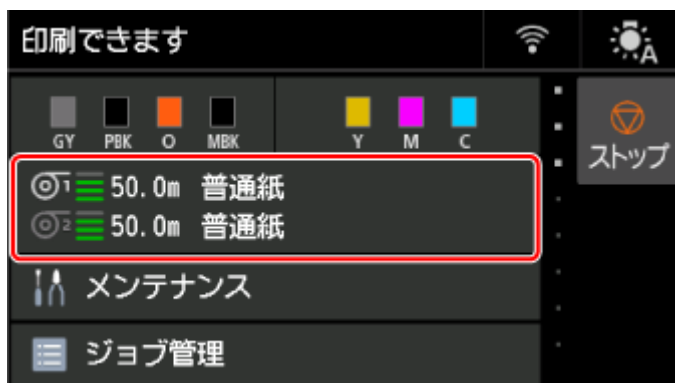 印刷できます
A
GY PBK O MBK Y M C
ストップ
1 50.0m 普通紙
2 50.0m 普通紙
メンテナンス
ジョブ管理